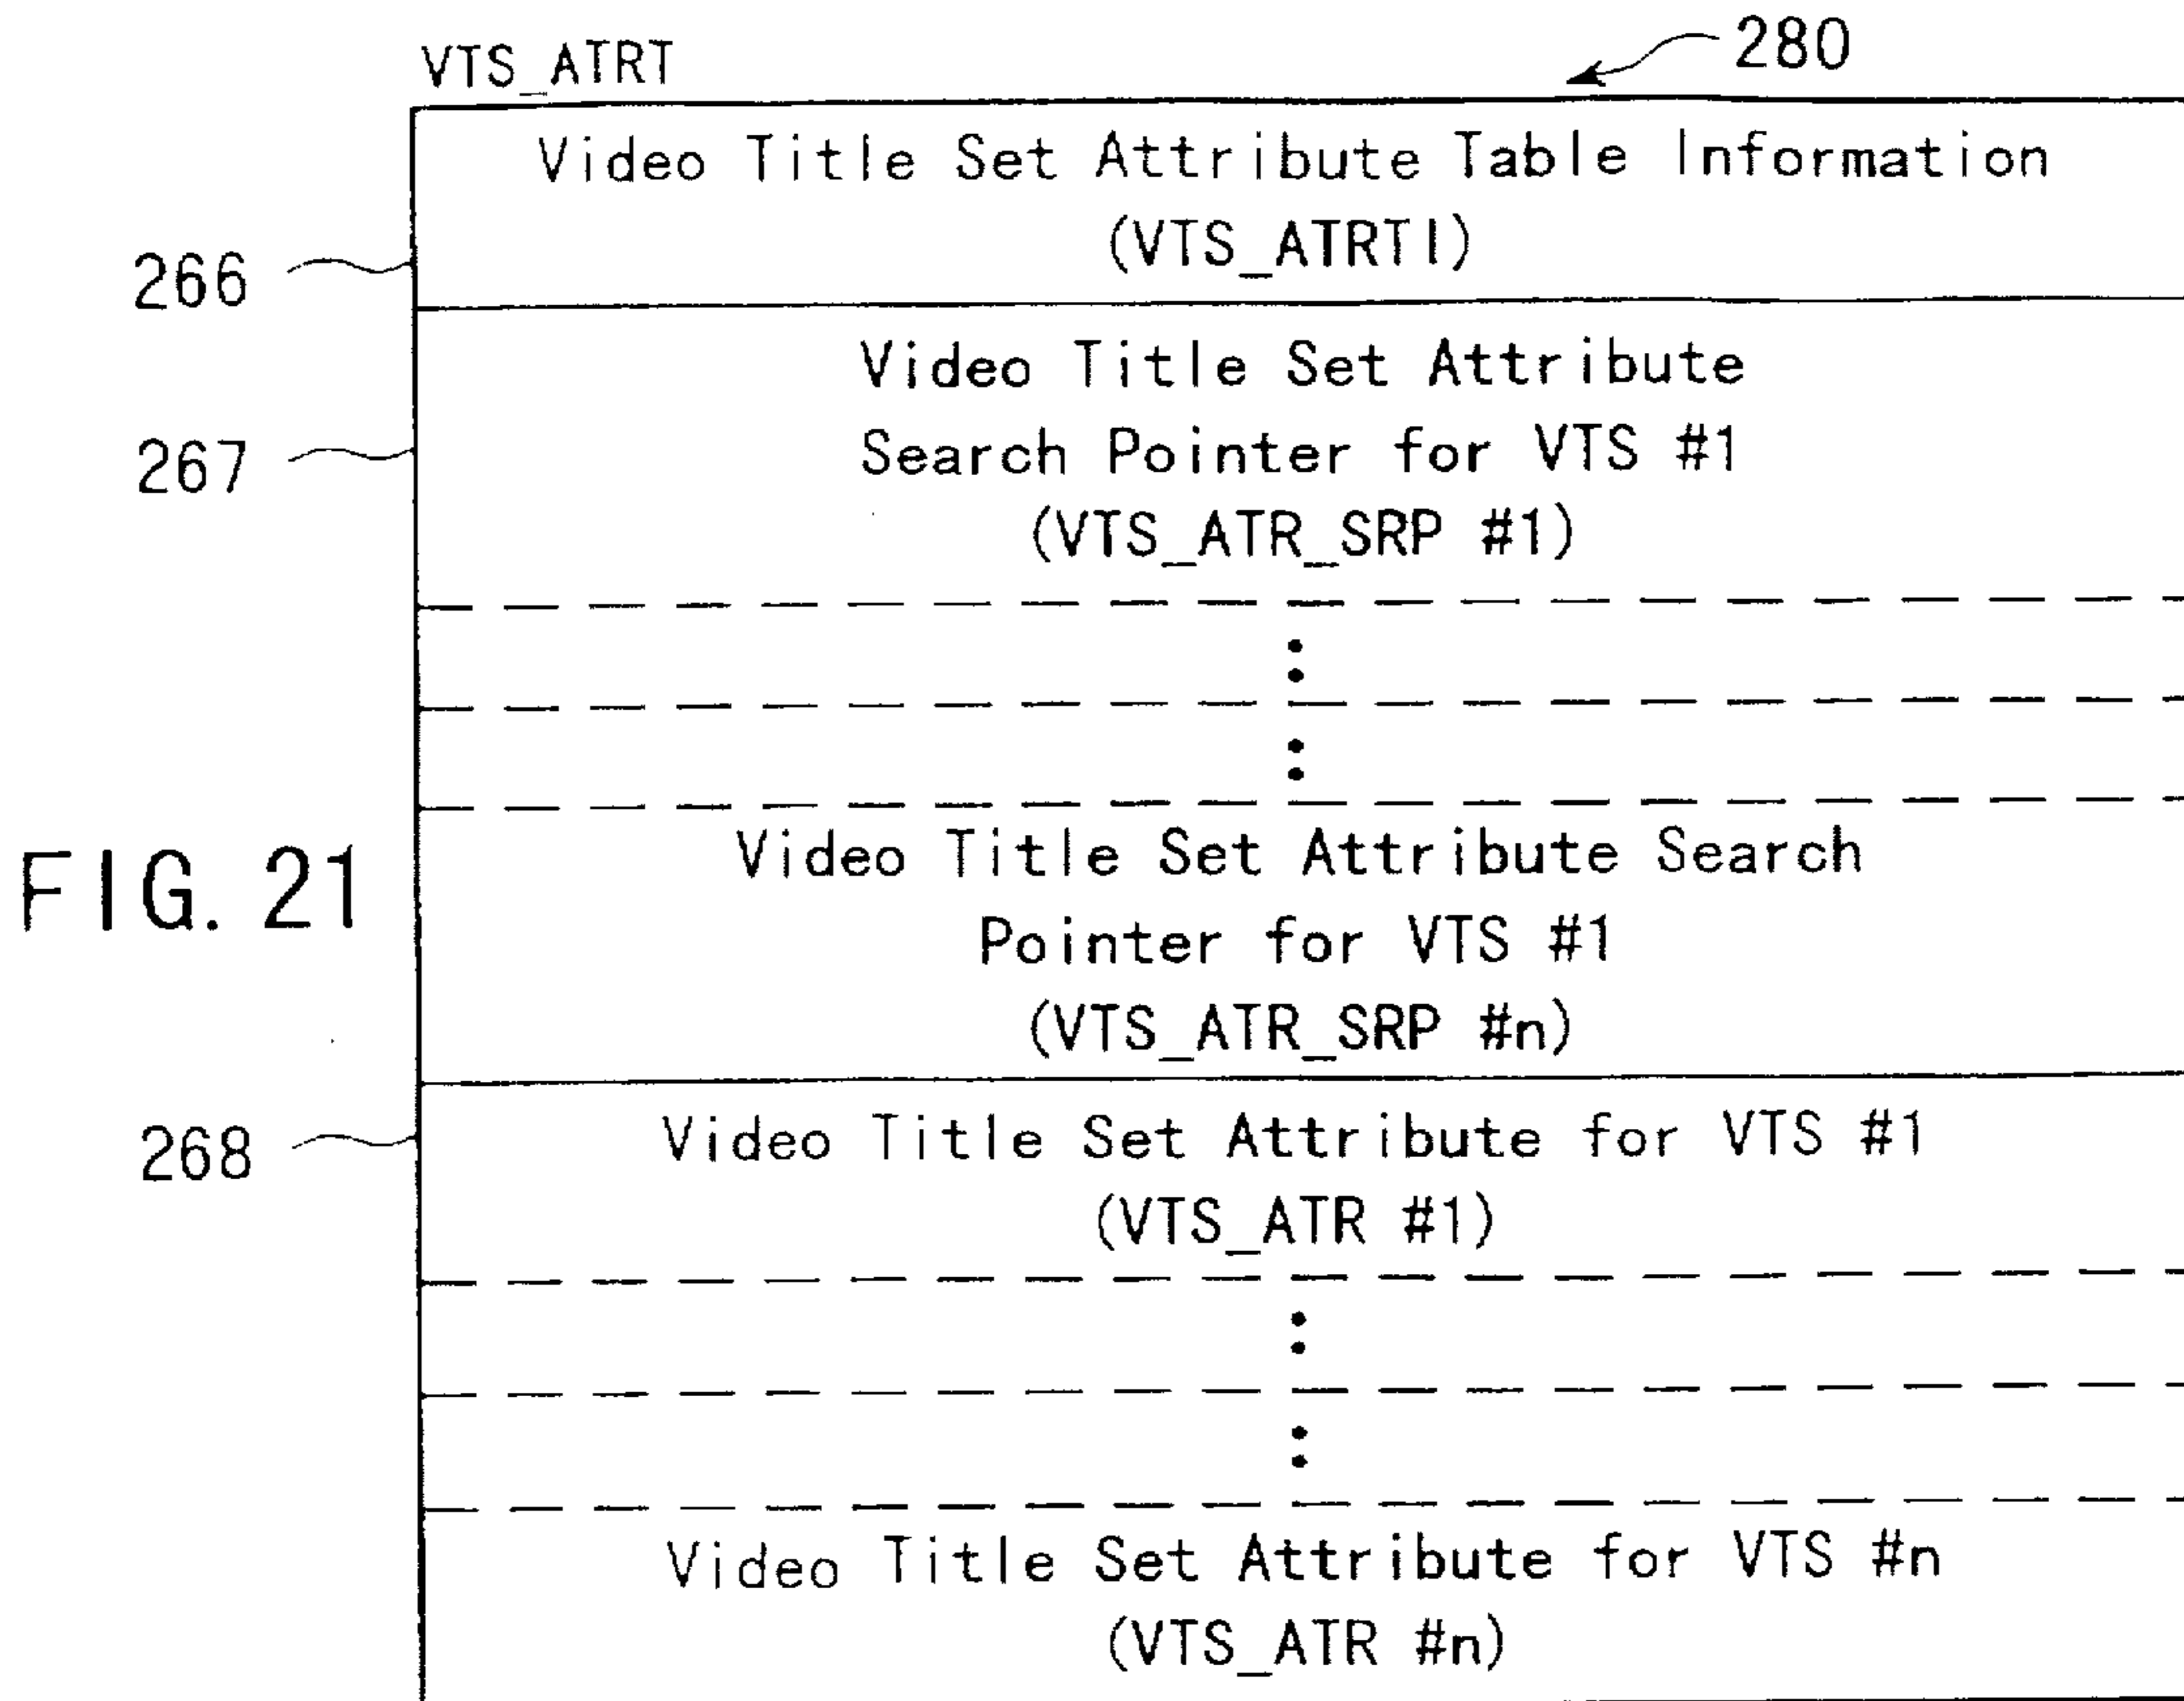 VTS_ATRT
280
Video Title Set Attribute Table Information
(VTS_ATRTI)
266
Video Title Set Attribute
Search Pointer for VTS #1
(VTS_ATR_SRP #1)
267
Video Title Set Attribute Search
Pointer for VTS #1
(VTS_ATR_SRP #n)
FIG. 21
Video Title Set Attribute for VTS #1
(VTS_ATR #1)
268
Video Title Set Attribute for VTS #n
(VTS_ATR #n)